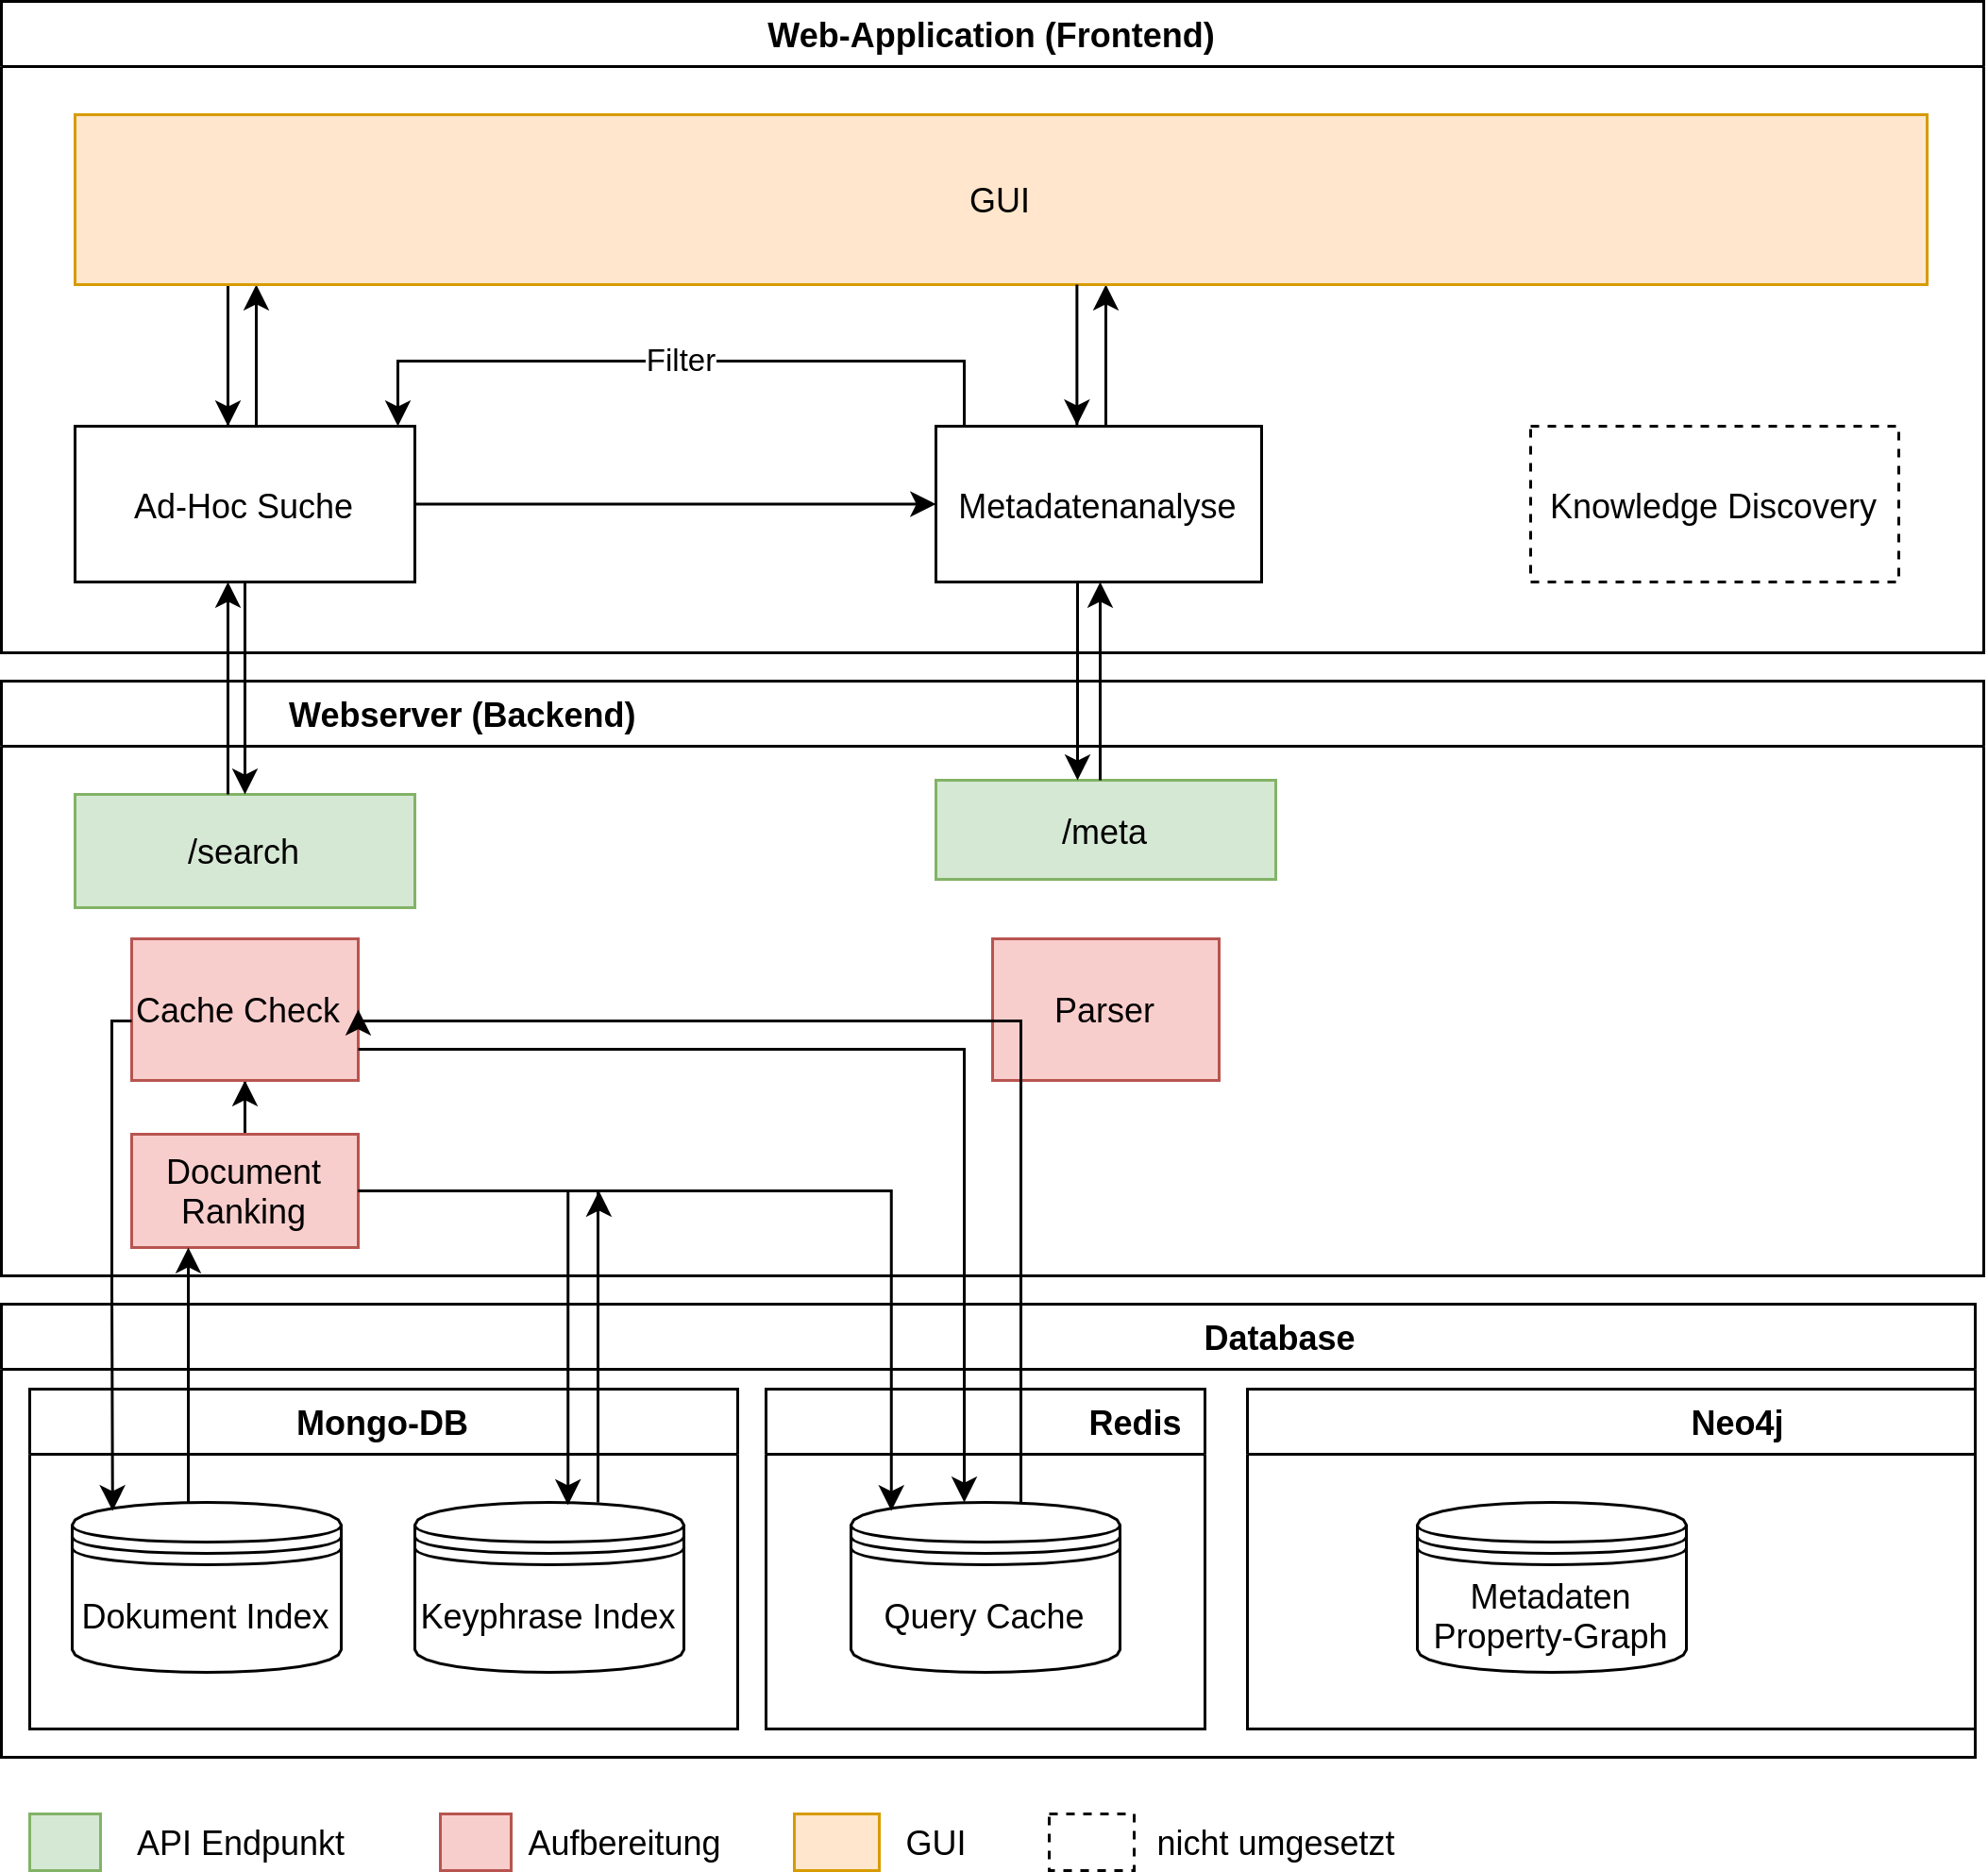 Web-Application (Frontend)
GUI
Filter
Ad-Hoc Suche
Metadatenanalyse
Knowledge Discovery
Webserver (Backend)
/search
/meta
Cache Check
Parser
Document
Ranking
Database
Mongo-DB
Redis
Neo4j
Dokument Index
Keyphrase Index
Query Cache
Metadaten
Property-Graph
API Endpunkt
Aufbereitung
GUI
nicht umgesetzt